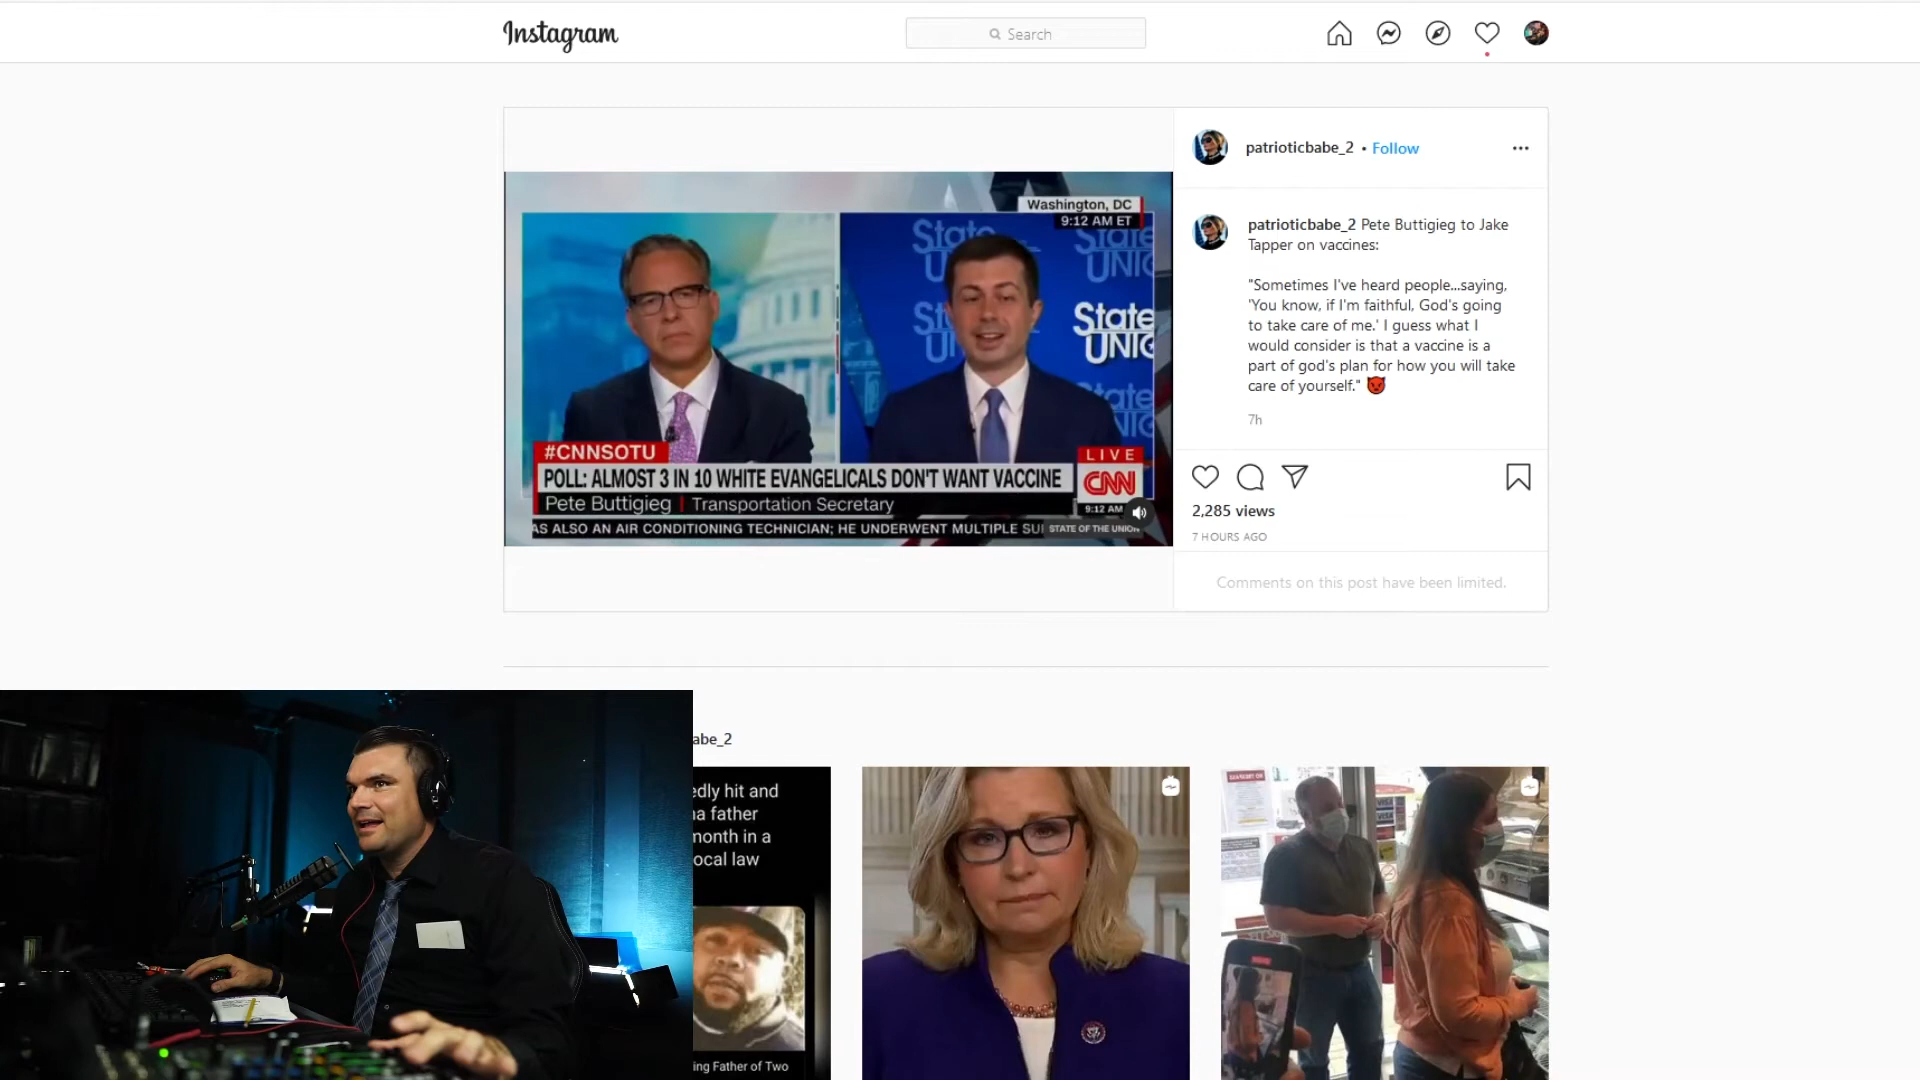 Instagram
Search
patrioticbabe_2 • Follow
patrioticbabe_2 Pete Buttigieg to Jake
Tapper on vaccines:
"Sometimes I've heard people...saying,
'You know, if I'm faithful, God's going
to take care of me.' I guess what I
would consider is that a vaccine is a
part of god's plan for how you will take
care of yourself." 👿
7h
2,285 views
7 HOURS AGO
Comments on this post have been limited.
Washington, DC
9:12 AM ET
State
UNI
State
UNIO
State
UNIO
#CNNSOTU
POLL: ALMOST 3 IN 10 WHITE EVANGELICALS DON'T WANT VACCINE
Pete Buttigieg | Transportation Secretary
LIVE
CNN
9:12 AM
AS ALSO AN AIR CONDITIONING TECHNICIAN; HE UNDERWENT MULTIPLE SU
STATE OF THE UNION
abe_2
edly hit and
a father
month in a
ocal law
ing Father of Two
VISA